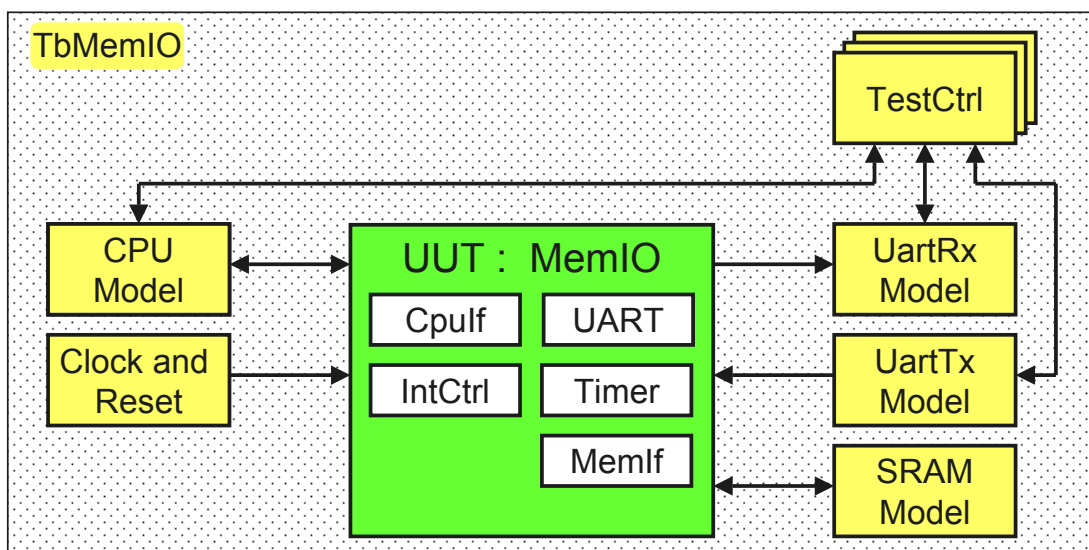 TbMemIO
TestCtrl
CPU
Model
UUT : MemIO
UartRx
Model
CpuIf
UART
Clock and
Reset
IntCtrl
Timer
UartTx
Model
MemIf
SRAM
Model